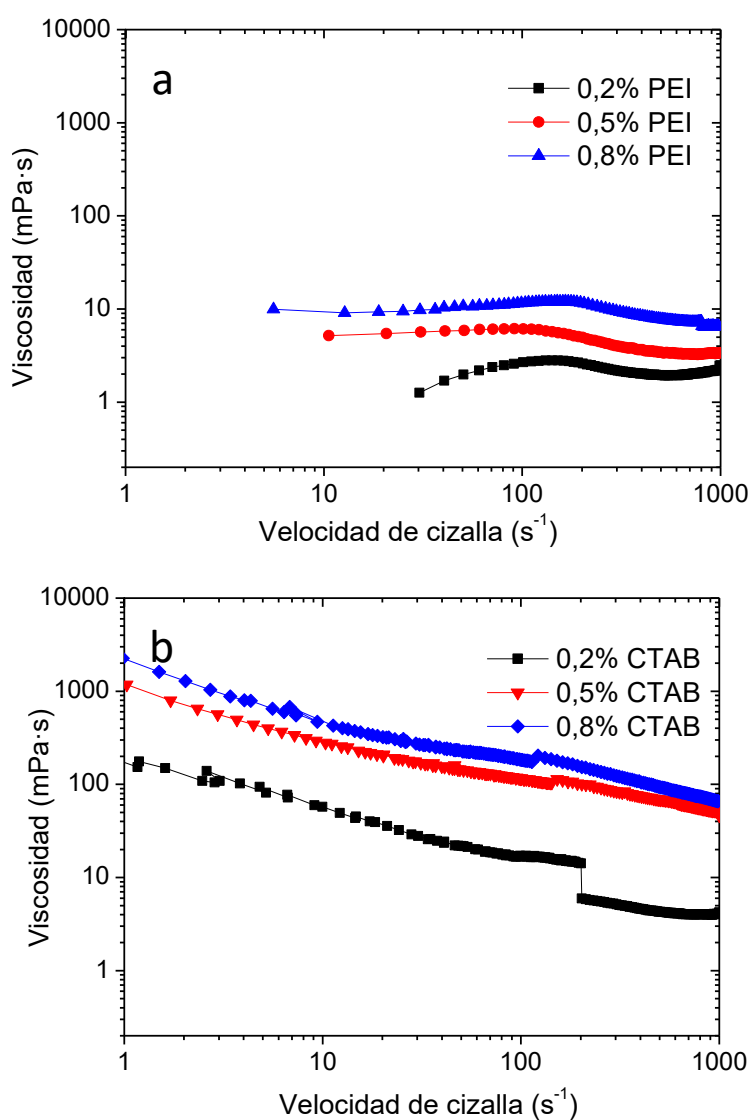 10000
a
0,2% PEI
0,5% PEI
0,8% PEI
1000
100
10
1
Viscosidad (mPa·s)
1 10 100 1000
Velocidad de cizalla (s⁻¹)
10000
b
0,2% CTAB
0,5% CTAB
0,8% CTAB
1000
100
10
1
Viscosidad (mPa·s)
1 10 100 1000
Velocidad de cizalla (s⁻¹)